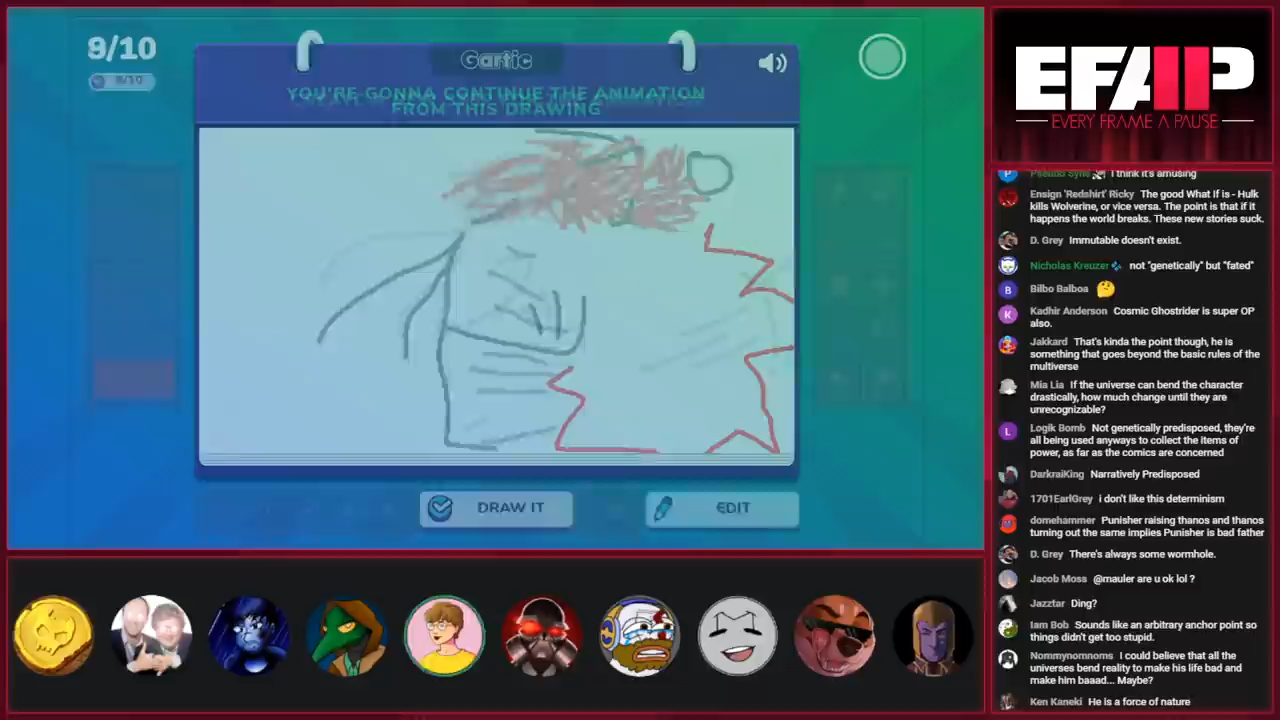 9/10
9/10
Gartic
YOU'RE GONNA CONTINUE THE ANIMATION
FROM THIS DRAWING
DRAW IT
EDIT
EFAP
EVERY FRAME A PAUSE
Pseudo Sync I think it's amusing
Ensign 'Redshirt' Ricky The good What If is - Hulk
kills Wolverine, or vice versa. The point is that if it
happens the world breaks. These new stories suck.
D. Grey Immutable doesn't exist.
Nicholas Kreuzer not "genetically" but "fated"
Bilbo Balboa 🤔
Kadhir Anderson Cosmic Ghostrider is super OP
also.
Jakkard That's kinda the point though, he is
something that goes beyond the basic rules of the
multiverse
Mia Lia If the universe can bend the character
drastically, how much change until they are
unrecognizable?
Logik Bomb Not genetically predisposed, they're
all being used anyways to collect the items of
power, as far as the comics are concerned
DarkraiKing Narratively Predisposed
1701EarlGrey i don't like this determinism
domehammer Punisher raising thanos and thanos
turning out the same implies Punisher is bad father
D. Grey There's always some wormhole.
Jacob Moss @mauler are u ok lol ?
Jazztar Ding?
Iam Bob Sounds like an arbitrary anchor point so
things didn't get too stupid.
Nommynomnoms I could believe that all the
universes bend reality to make his life bad and
make him baaad... Maybe?
Ken Kaneki He is a force of nature